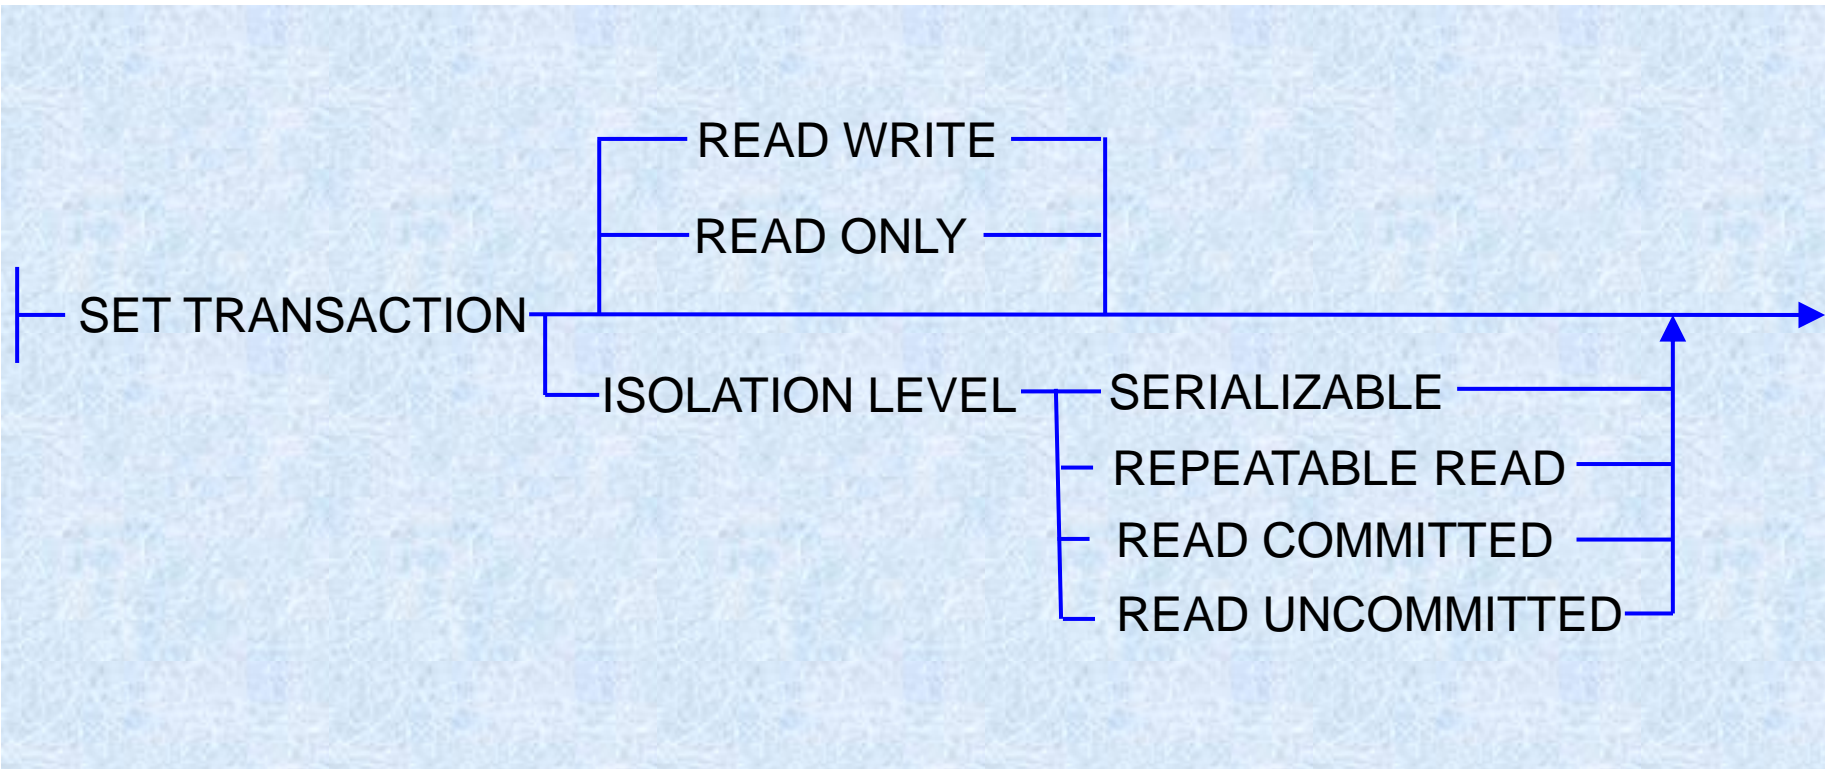 READ WRITE
READ ONLY
SET TRANSACTION
ISOLATION LEVEL
SERIALIZABLE
REPEATABLE READ
READ COMMITTED
READ UNCOMMITTED